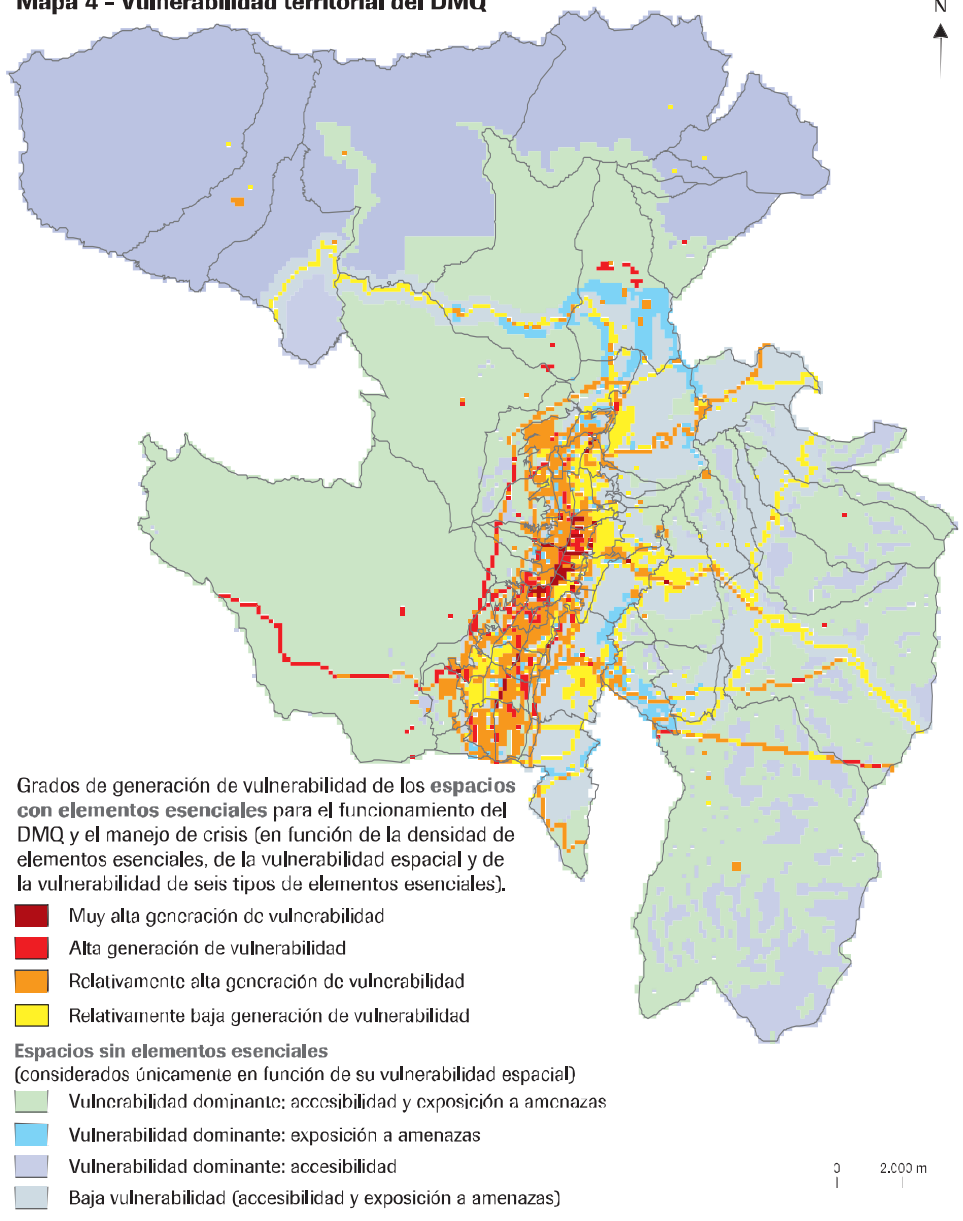 Mapa 4 – Vulnerabilidad territorial del DMQ
N
Grados de generación de vulnerabilidad de los espacios
con elementos esenciales para el funcionamiento del
DMQ y el manejo de crisis (en función de la densidad de
elementos esenciales, de la vulnerabilidad espacial y de
la vulnerabilidad de seis tipos de elementos esenciales).
Muy alta generación de vulnerabilidad
Alta generación de vulnerabilidad
Relativamente alta generación de vulnerabilidad
Relativamente baja generación de vulnerabilidad
Espacios sin elementos esenciales
(considerados únicamente en función de su vulnerabilidad espacial)
Vulnerabilidad dominante: accesibilidad y exposición a amenazas
Vulnerabilidad dominante: exposición a amenazas
Vulnerabilidad dominante: accesibilidad
Baja vulnerabilidad (accesibilidad y exposición a amenazas)
0 2.000 m